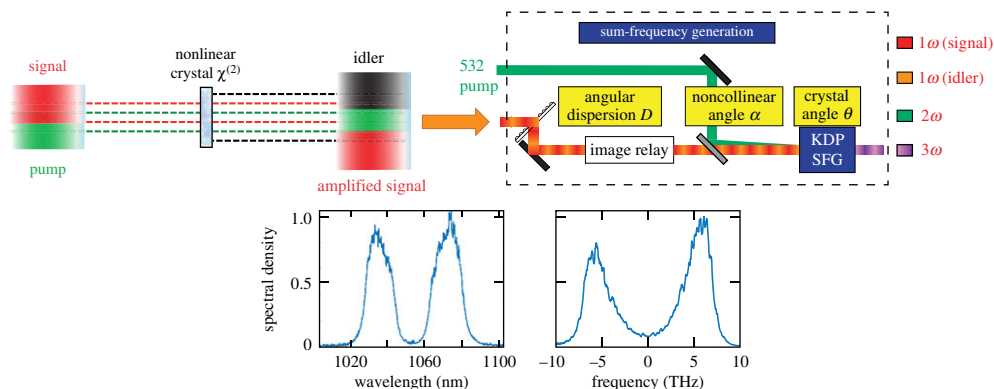 signal
pump
nonlinear
crystal χ(2)
idler
amplified signal
sum-frequency generation
532
pump
angular
dispersion D
noncollinear
angle α
crystal
angle θ
image relay
KDP
SFG
1ω (signal)
1ω (idler)
2ω
3ω
spectral density
1.0
0.5
0
1020 1060 1100
wavelength (nm)
–10 –5 0 5 10
frequency (THz)